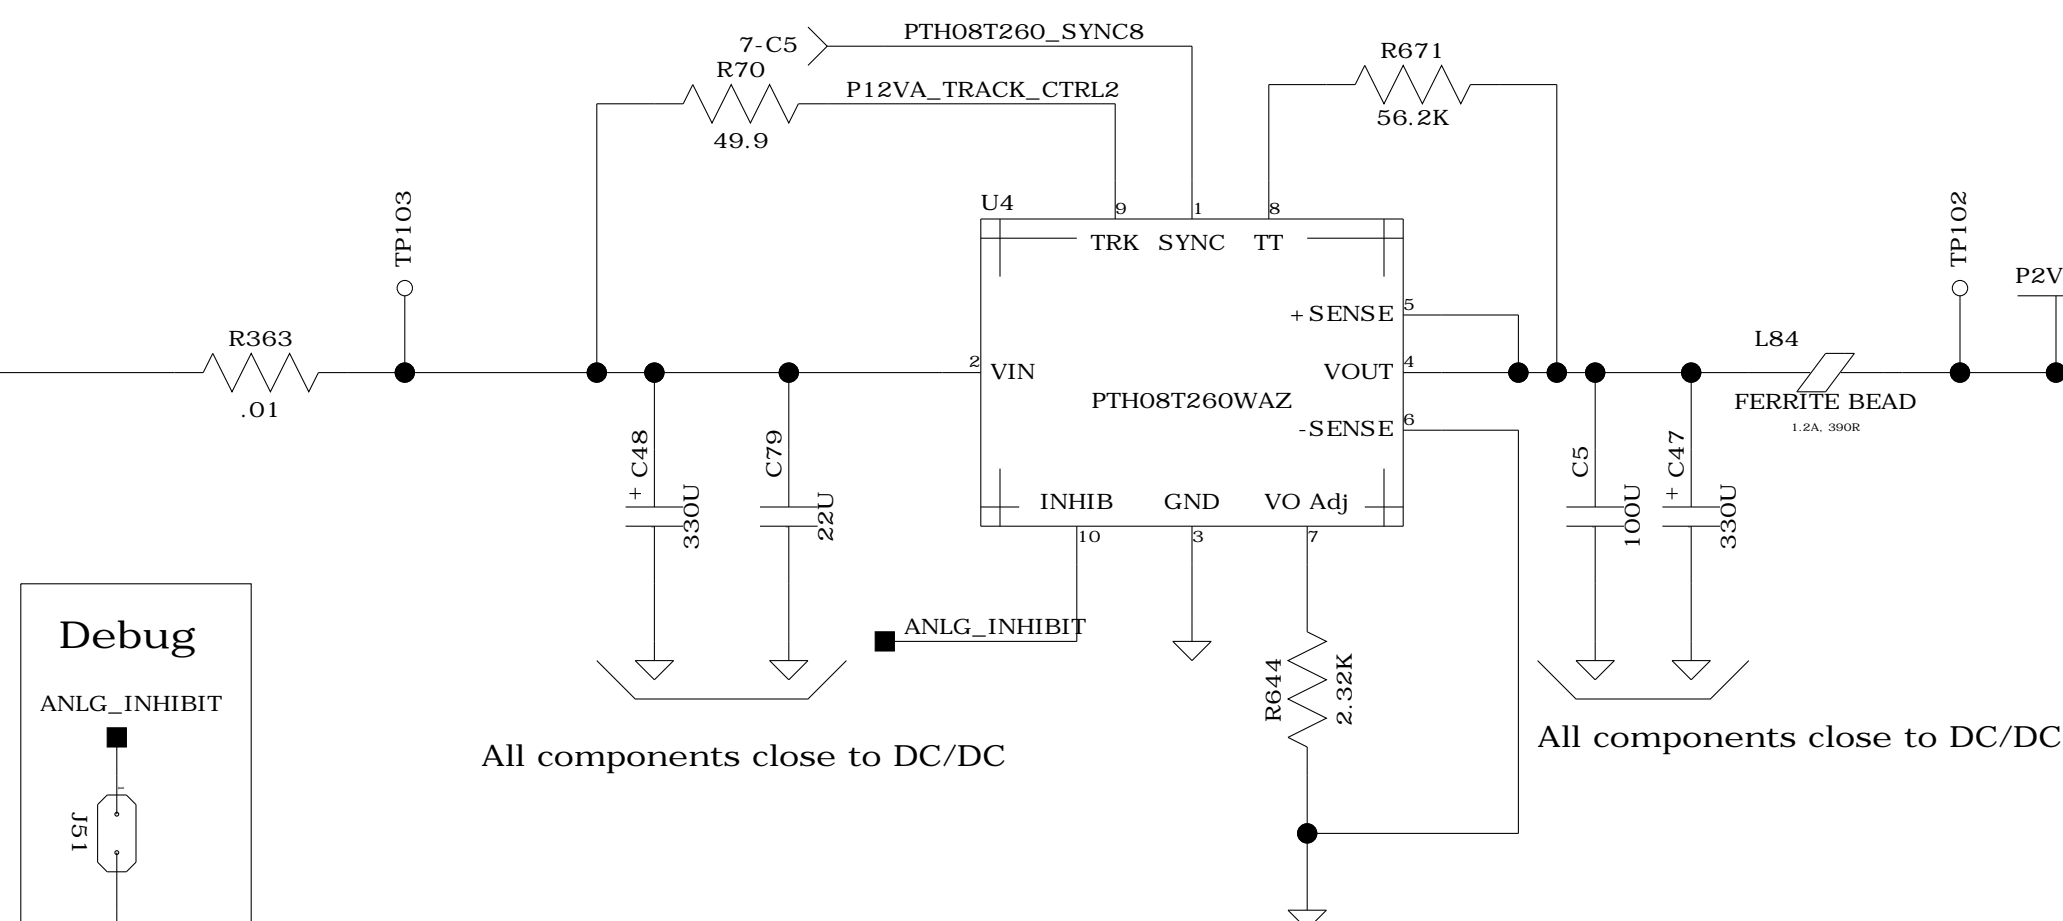 PTH08T260_SYNC8
7-C5
R70
P12VA_TRACK_CTRL2
49.9
R671
56.2K
TP103
U4
9
1
8
TRK SYNC TT
TP102
P2V
+SENSE
5
R363
.01
2
VIN
VOUT
4
L84
PTH08T260WAZ
FERRITE BEAD
1.2A, 390R
-SENSE
6
+ C48
330U
C79
22U
C5
100U
+ C47
330U
INHIB GND VO Adj
10
3
7
ANLG_INHIBIT
Debug
ANLG_INHIBIT
R644
2.32K
All components close to DC/DC
All components close to DC/DC
1
J51